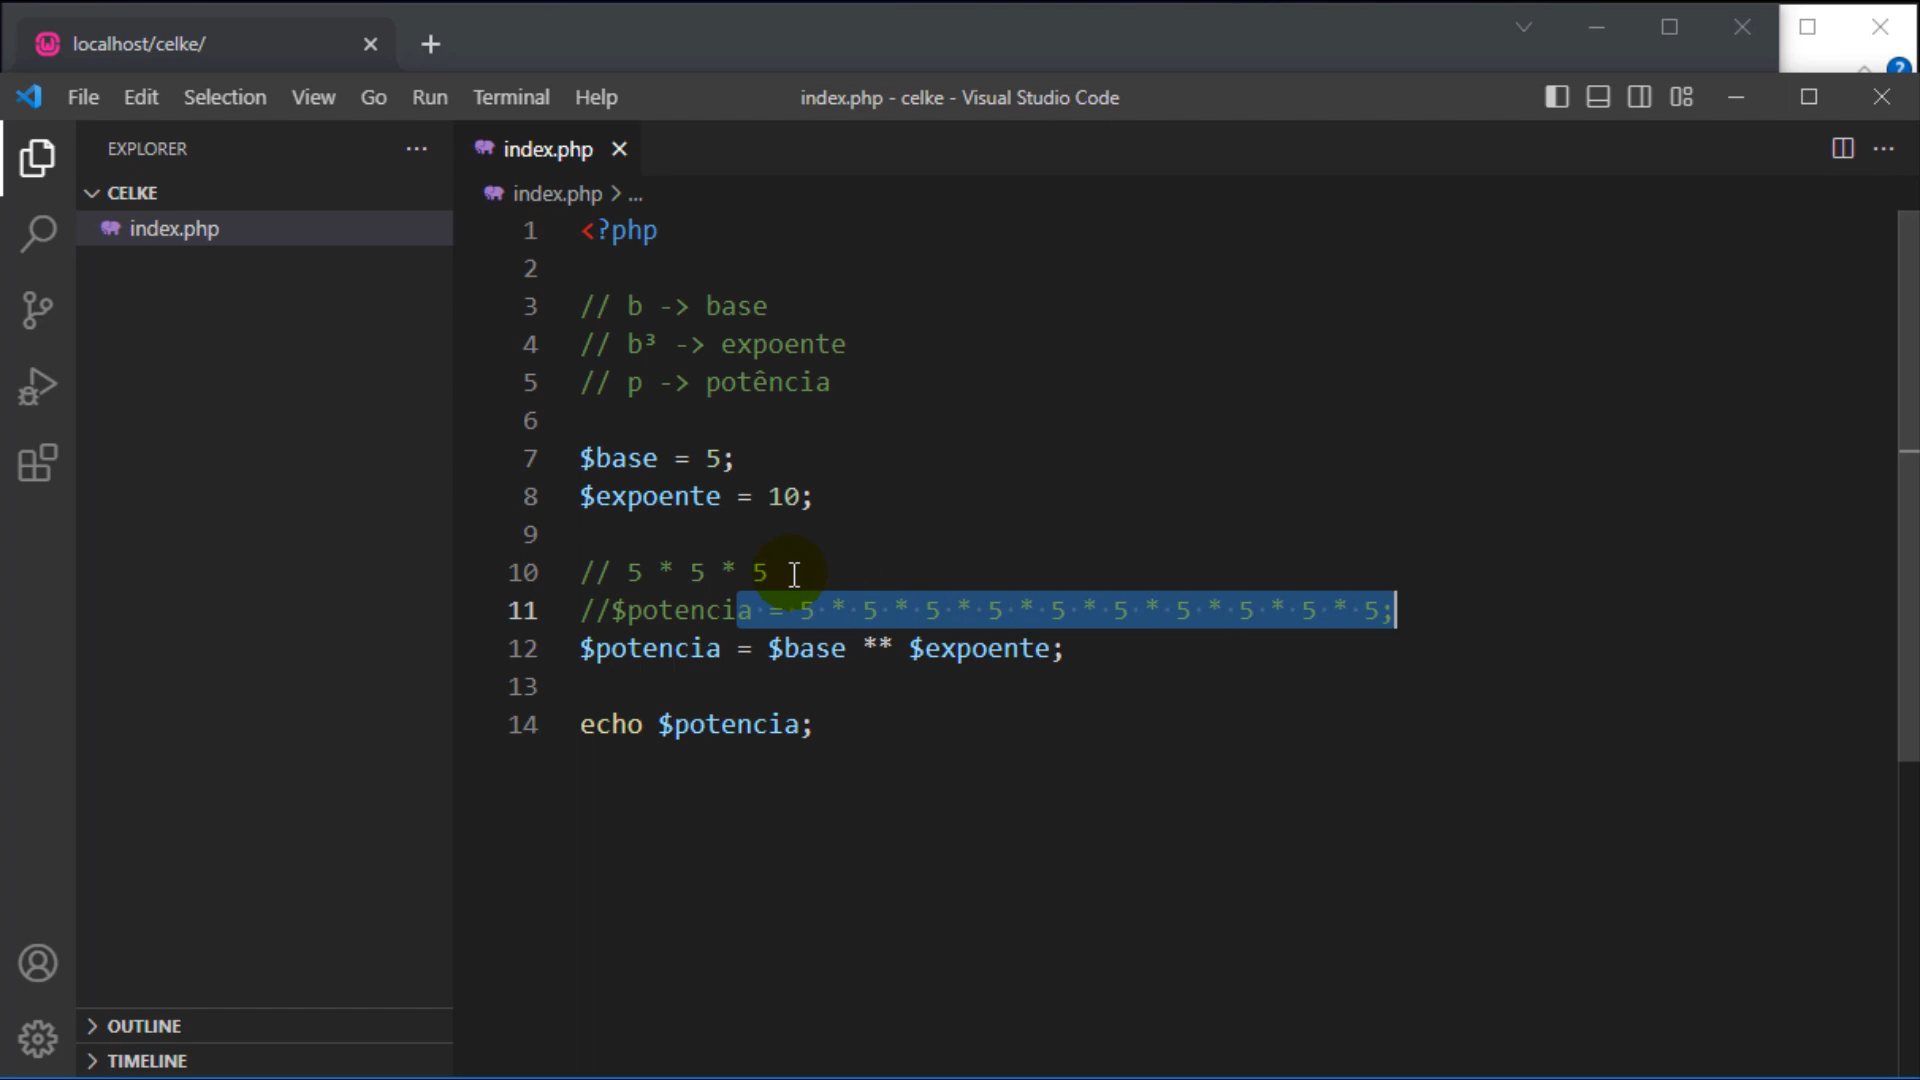 localhost/celke/
File Edit Selection View Go Run Terminal Help
index.php - celke - Visual Studio Code
?
EXPLORER
CELKE
index.php
index.php
index.php > ...
1 <?php
2
3 // b -> base
4 // b³ -> expoente
5 // p -> potência
6
7 $base = 5;
8 $expoente = 10;
9
10 // 5 * 5 * 5
11 //$potencia = 5 * 5 * 5 * 5 * 5 * 5 * 5 * 5 * 5 * 5;
12 $potencia = $base ** $expoente;
13
14 echo $potencia;
OUTLINE
TIMELINE